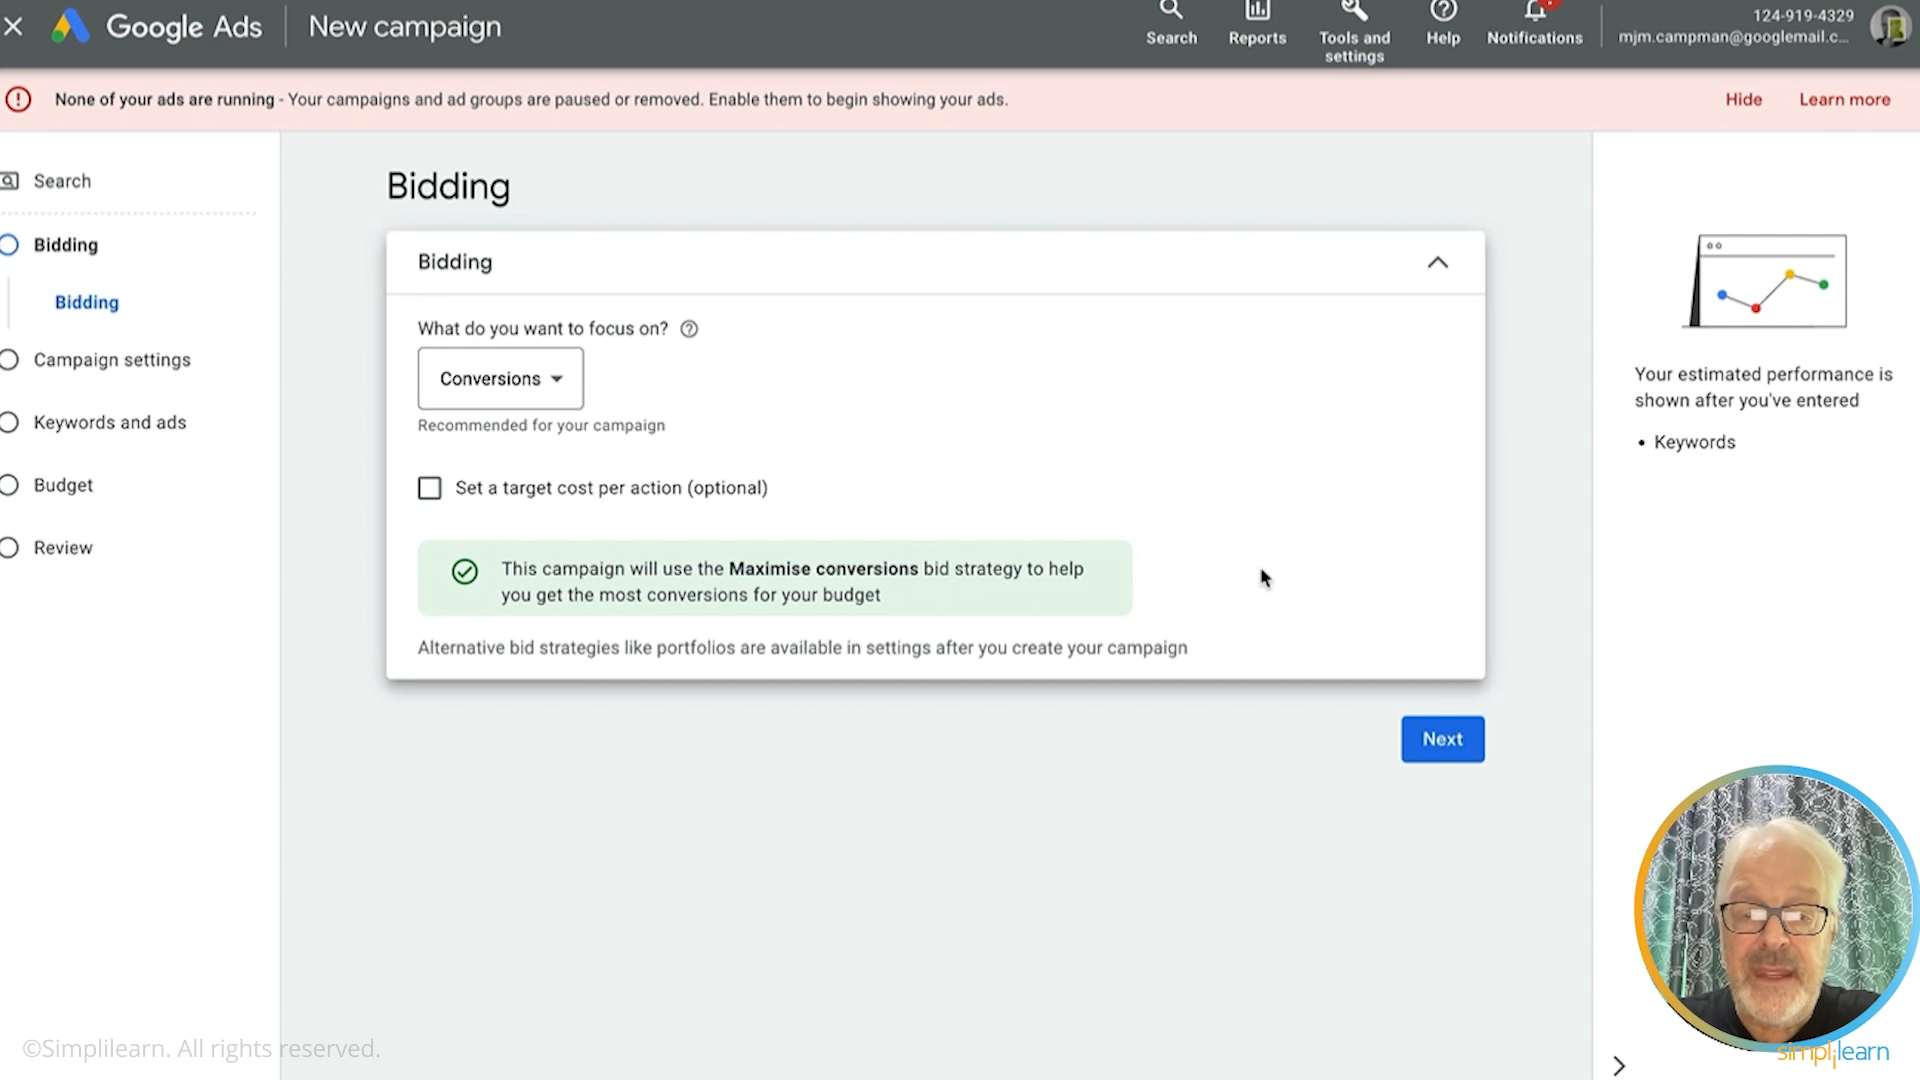 Google Ads
New campaign
Search
Reports
Tools and
settings
Help
Notifications
124-919-4329
mjm.campman@googlemail.c...
None of your ads are running - Your campaigns and ad groups are paused or removed. Enable them to begin showing your ads.
Hide
Learn more
Search
Bidding
Bidding
Campaign settings
Keywords and ads
Budget
Review
Bidding
Bidding
What do you want to focus on?
Conversions
Recommended for your campaign
Set a target cost per action (optional)
This campaign will use the Maximise conversions bid strategy to help
you get the most conversions for your budget
Alternative bid strategies like portfolios are available in settings after you create your campaign
Next
Your estimated performance is
shown after you've entered
• Keywords
©Simplilearn. All rights reserved.
simplilearn